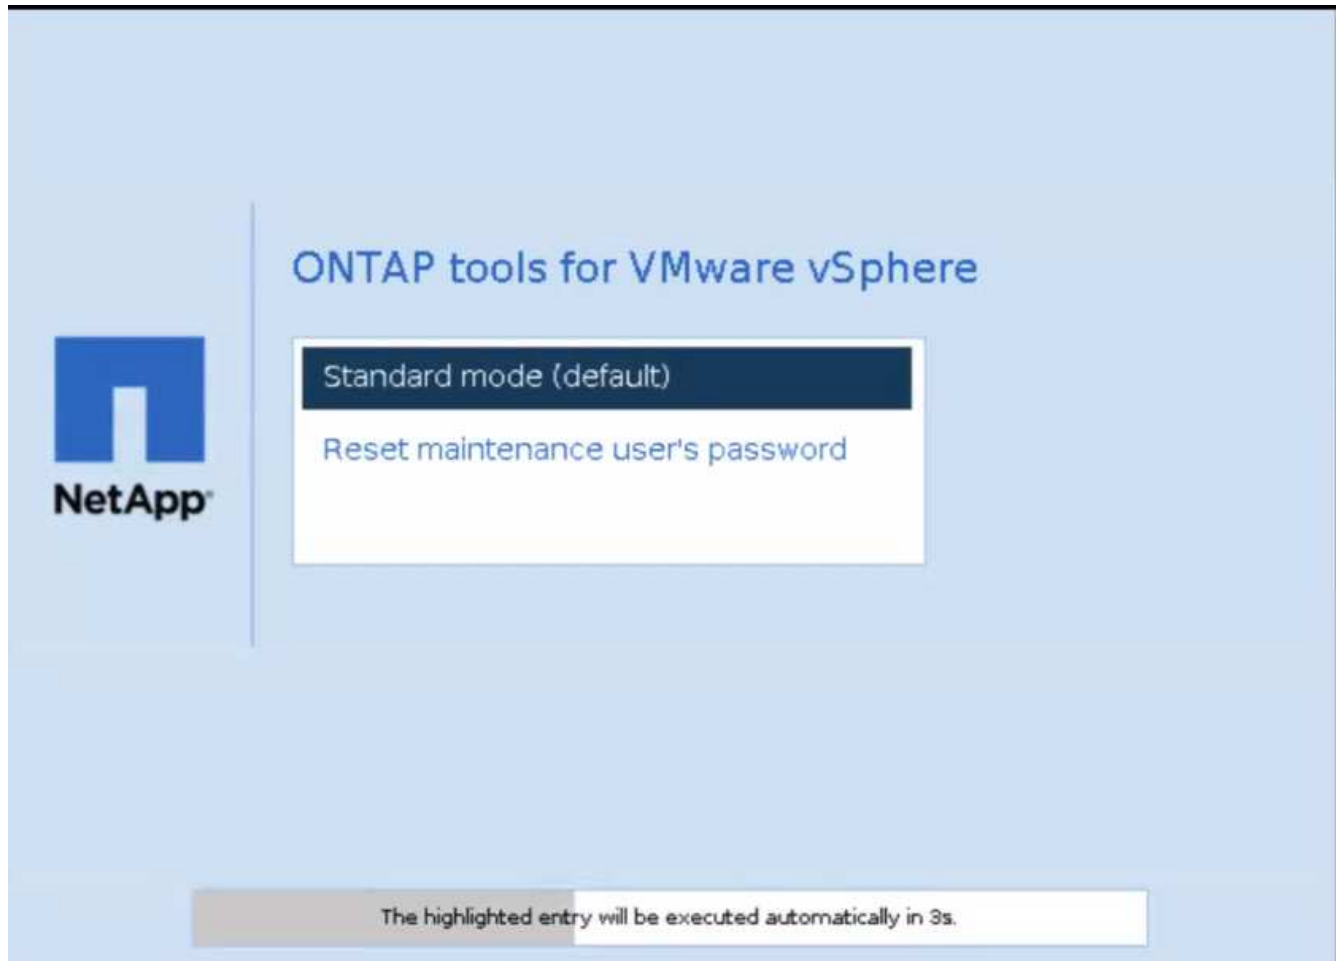 ONTAP tools for VMware vSphere
Standard mode (default)
Reset maintenance user's password
NetApp
The highlighted entry will be executed automatically in 3s.